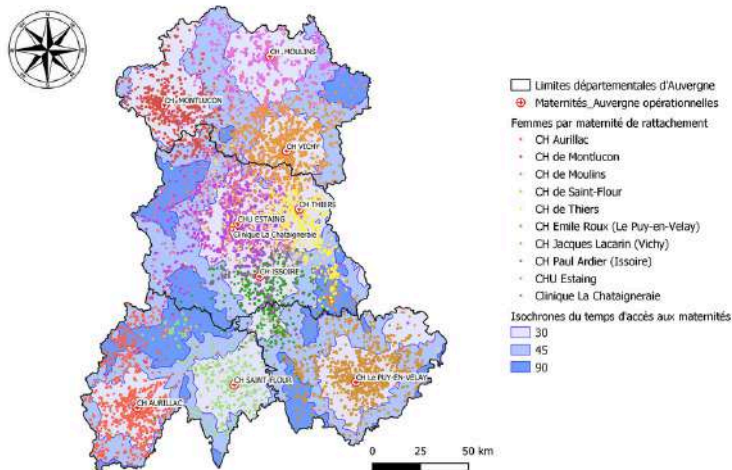 CH MOULINS
CH MONTLUCON
CH VICHY
CH THIERS
CHU ESTAING
Clinique La Chataigneraie
CH ISSOIRE
CH SAINT-FLOUR
CH Le PUY-EN-VELAY
CH AURILLAC
0 25 50 km
Limites départementales d'Auvergne
Maternités_Auvergne opérationnelles
Femmes par maternité de rattachement
CH Aurillac
CH de Montlucon
CH de Moulins
CH de Saint-Flour
CH de Thiers
CH Emile Roux (Le Puy-en-Velay)
CH Jacques Lacarin (Vichy)
CH Paul Ardier (Issoire)
CHU Estaing
Clinique La Chataigneraie
Isochrones du temps d'accès aux maternités
30
45
90